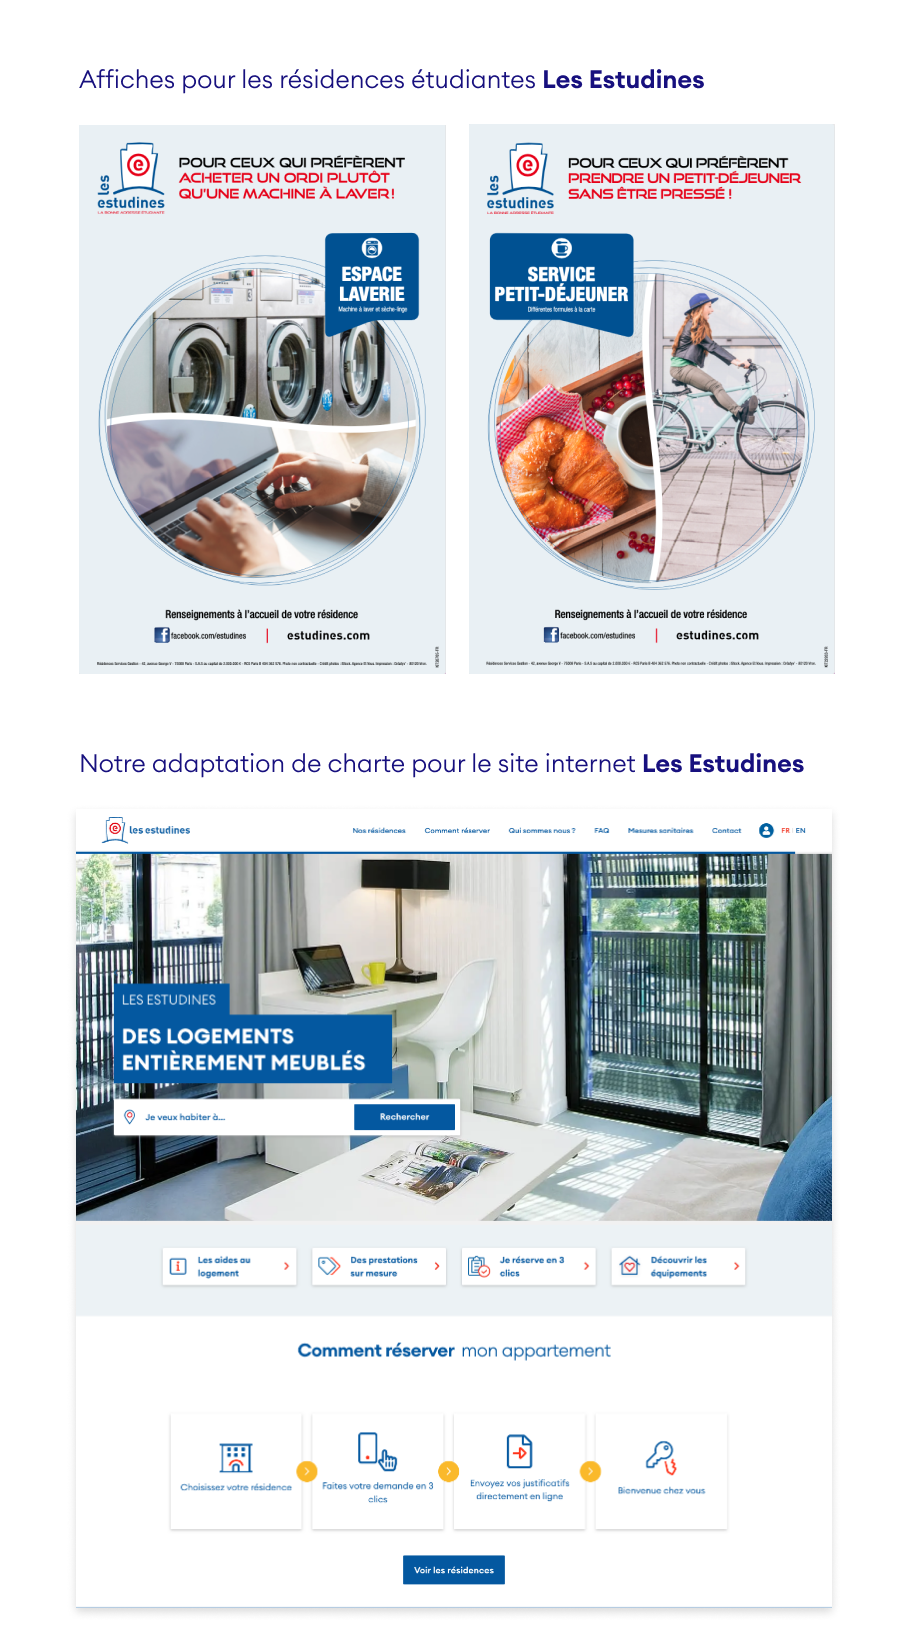 Affiches pour les résidences étudiantes Les Estudines
les
estudines
LA BONNE ADRESSE ÉTUDIANTE
POUR CEUX QUI PRÉFÈRENT
ACHETER UN ORDI PLUTÔT
QU'UNE MACHINE À LAVER !
ESPACE
LAVERIE
Machine à laver et sèche-linge
Renseignements à l'accueil de votre résidence
facebook.com/estudines | estudines.com
les
estudines
LA BONNE ADRESSE ÉTUDIANTE
POUR CEUX QUI PRÉFÈRENT
PRENDRE UN PETIT-DÉJEUNER
SANS ÊTRE PRESSÉ !
SERVICE
PETIT-DÉJEUNER
Différentes formules à la carte
Renseignements à l'accueil de votre résidence
facebook.com/estudines | estudines.com
Notre adaptation de charte pour le site internet Les Estudines
les estudines
Nos résidences Comment réserver Qui sommes nous ? FAQ Mesures sanitaires Contact FR EN
LES ESTUDINES
DES LOGEMENTS
ENTIÈREMENT MEUBLÉS
Je veux habiter à... Rechercher
Les aides au
logement
Des prestations
sur mesure
Je réserve en 3
clics
Découvrir les
équipements
Comment réserver mon appartement
Choisissez votre résidence
Faites votre demande en 3
clics
Envoyez vos justificatifs
directement en ligne
Bienvenue chez vous
Voir les résidences